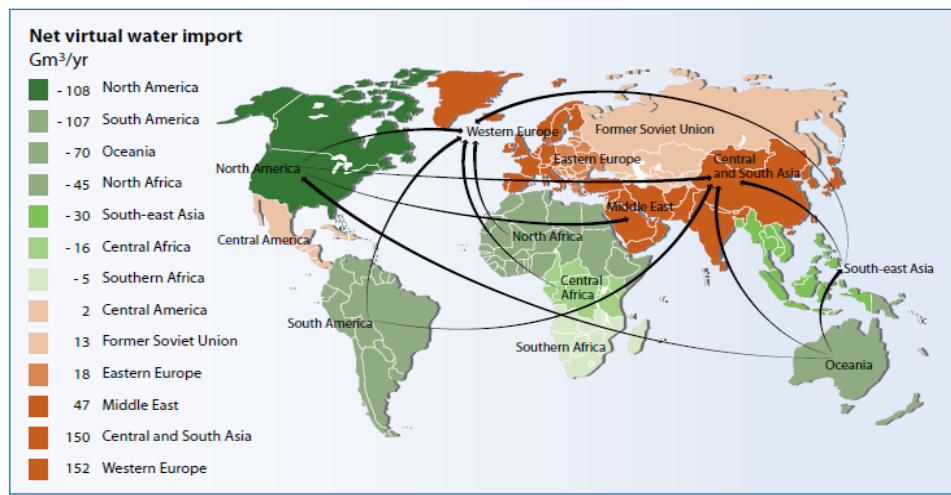 Net virtual water import
Gm³/yr
- 108 North America
- 107 South America
- 70 Oceania
- 45 North Africa
- 30 South-east Asia
- 16 Central Africa
- 5 Southern Africa
2 Central America
13 Former Soviet Union
18 Eastern Europe
47 Middle East
150 Central and South Asia
152 Western Europe
Western Europe
Former Soviet Union
Eastern Europe
Central
and South Asia
North America
Middle East
Central America
North Africa
South-east Asia
Central
Africa
South America
Southern Africa
Oceania